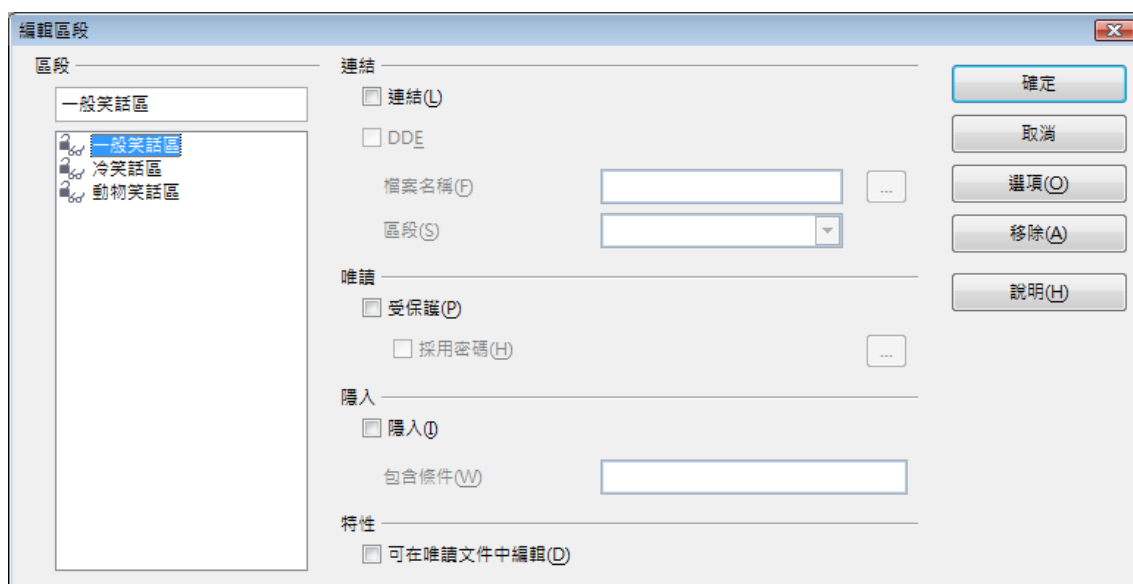 編輯區段
區段
一般笑話區
一般笑話區
冷笑話區
動物笑話區
連結
連結(L)
DDE
檔案名稱(F)
...
區段(S)
唯讀
受保護(P)
採用密碼(H)
...
隱入
隱入(I)
包含條件(W)
特性
可在唯讀文件中編輯(D)
確定
取消
選項(O)
移除(A)
說明(H)